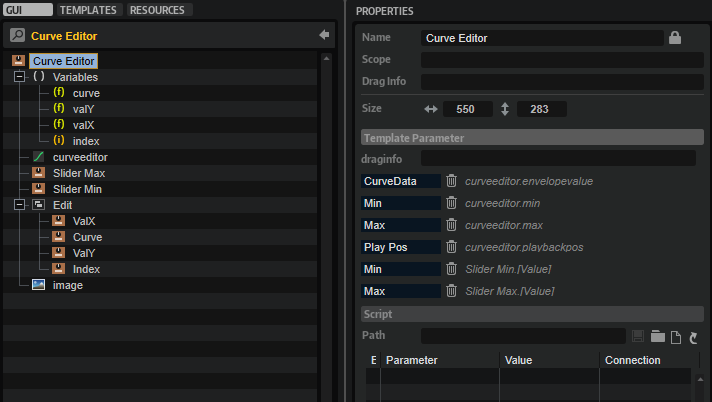 GUI TEMPLATES RESOURCES
Curve Editor
Curve Editor
Variables
curve
valY
valX
index
curveeditor
Slider Max
Slider Min
Edit
ValX
Curve
ValY
Index
image
PROPERTIES
Name Curve Editor
Scope
Drag Info
Size 550 283
Template Parameter
draginfo
CurveData curveeditor.envelopevalue
Min curveeditor.min
Max curveeditor.max
Play Pos curveeditor.playbackpos
Min Slider Min.[Value]
Max Slider Max.[Value]
Script
Path
E Parameter Value Connection